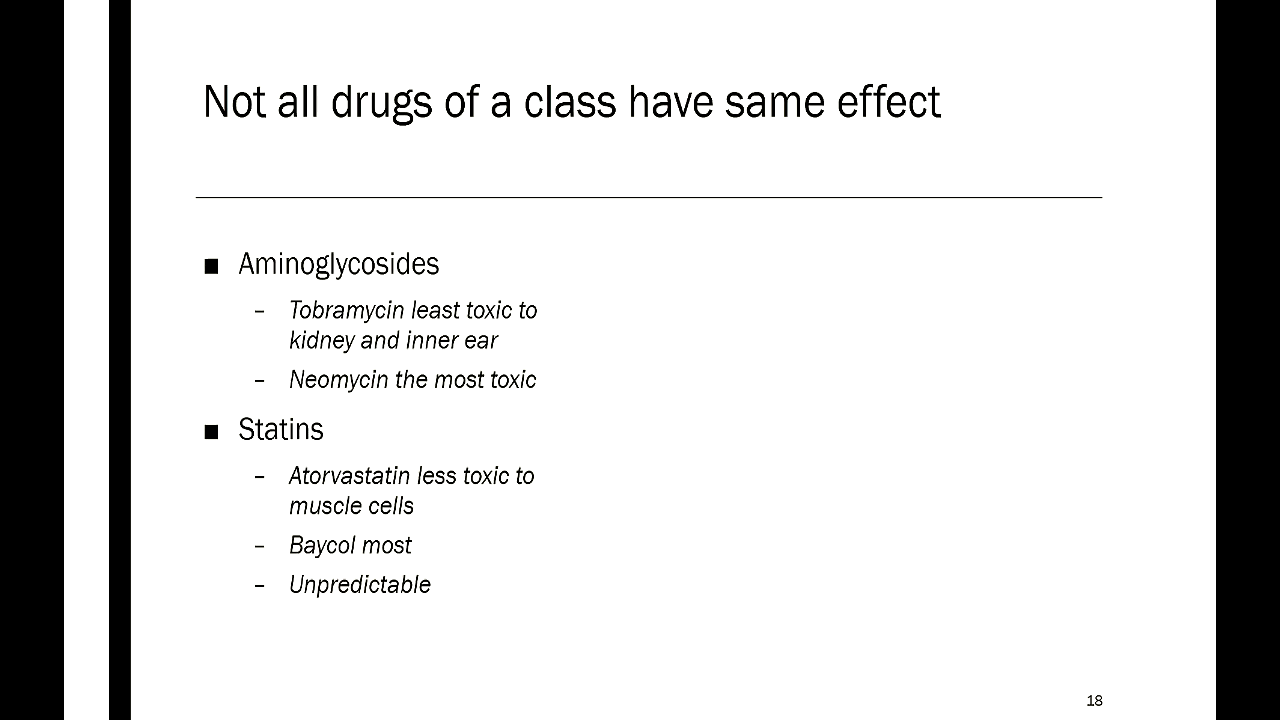 Not all drugs of a class have same effect
■ Aminoglycosides
– Tobramycin least toxic to
kidney and inner ear
– Neomycin the most toxic
■ Statins
– Atorvastatin less toxic to
muscle cells
– Baycol most
– Unpredictable
18